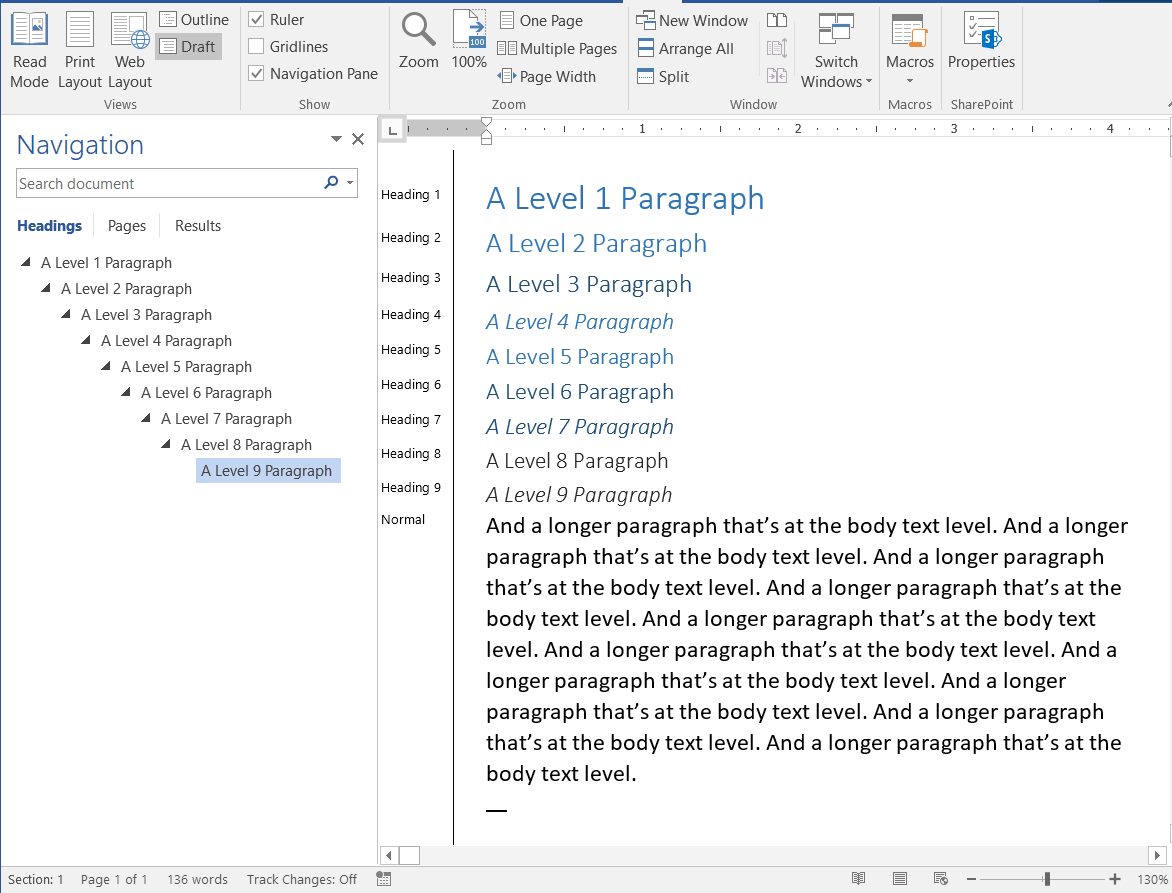 Read Mode
Print Layout
Web Layout
Outline
Draft
Views
Ruler
Gridlines
Navigation Pane
Show
Zoom
100
100%
One Page
Multiple Pages
Page Width
Zoom
New Window
Arrange All
Split
Switch Windows
Window
Macros
Macros
Properties
SharePoint
Navigation
Search document
Headings Pages Results
A Level 1 Paragraph
A Level 2 Paragraph
A Level 3 Paragraph
A Level 4 Paragraph
A Level 5 Paragraph
A Level 6 Paragraph
A Level 7 Paragraph
A Level 8 Paragraph
A Level 9 Paragraph
L 1 2 3 4
Heading 1 A Level 1 Paragraph
Heading 2 A Level 2 Paragraph
Heading 3 A Level 3 Paragraph
Heading 4 A Level 4 Paragraph
Heading 5 A Level 5 Paragraph
Heading 6 A Level 6 Paragraph
Heading 7 A Level 7 Paragraph
Heading 8 A Level 8 Paragraph
Heading 9 A Level 9 Paragraph
Normal And a longer paragraph that’s at the body text level. And a longer
paragraph that’s at the body text level. And a longer paragraph
that’s at the body text level. And a longer paragraph that’s at the
body text level. And a longer paragraph that’s at the body text
level. And a longer paragraph that’s at the body text level. And a
longer paragraph that’s at the body text level. And a longer
paragraph that’s at the body text level. And a longer paragraph
that’s at the body text level. And a longer paragraph that’s at the
body text level.
Section: 1 Page 1 of 1 136 words Track Changes: Off 130%